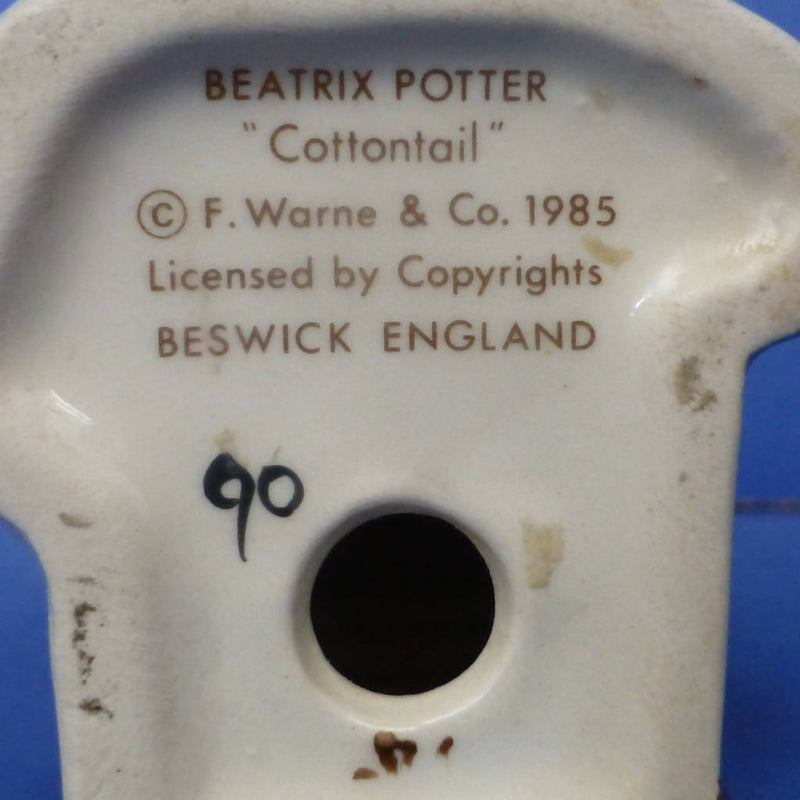 BEATRIX POTTER
"Cottontail"
© F. Warne & Co. 1985
Licensed by Copyrights
BESWICK ENGLAND
90